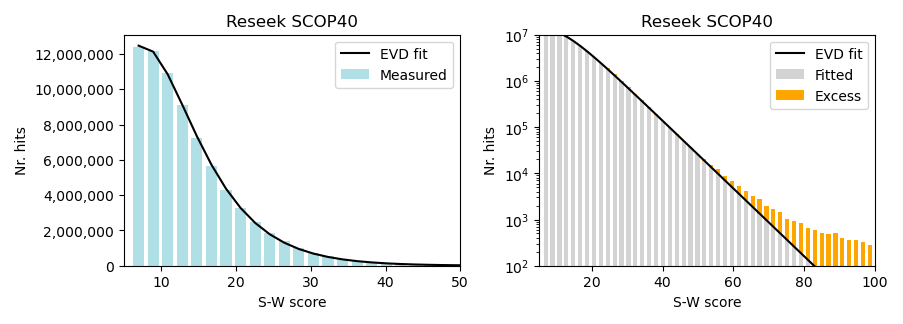 Reseek SCOP40
Nr. hits
12,000,000
10,000,000
8,000,000
6,000,000
4,000,000
2,000,000
0
EVD fit
Measured
10
20
30
40
50
S-W score
Reseek SCOP40
Nr. hits
10⁷
10⁶
10⁵
10⁴
10³
10²
EVD fit
Fitted
Excess
20
40
60
80
100
S-W score